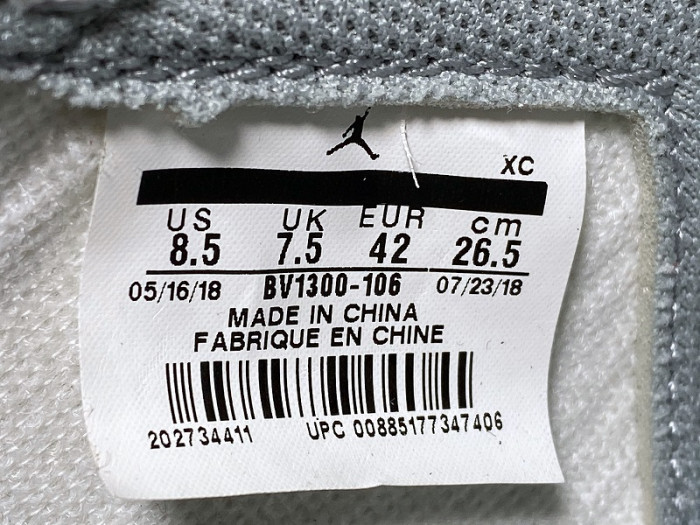 XC
US UK EUR cm
8.5 7.5 42 26.5
05/16/18 BV1300-106 07/23/18
MADE IN CHINA
FABRIQUE EN CHINE
202734411 UPC 00885177347406